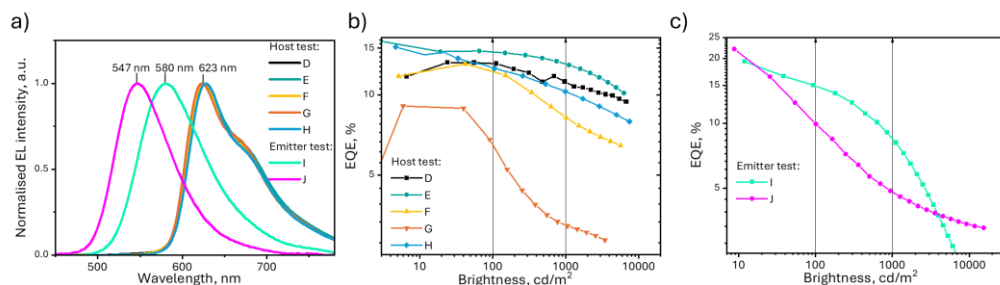 a)
547 nm 580 nm 623 nm
Host test:
D
E
F
G
H
Emitter test:
I
J
1.0
0.5
0.0
Normalised EL intensity, a.u.
500 600 700
Wavelength, nm
b)
15
10
5
EQE, %
Host test:
D
E
F
G
H
10 100 1000 10000
Brightness, cd/m²
c)
25
20
15
10
5
EQE, %
Emitter test:
I
J
10 100 1000 10000
Brightness, cd/m²